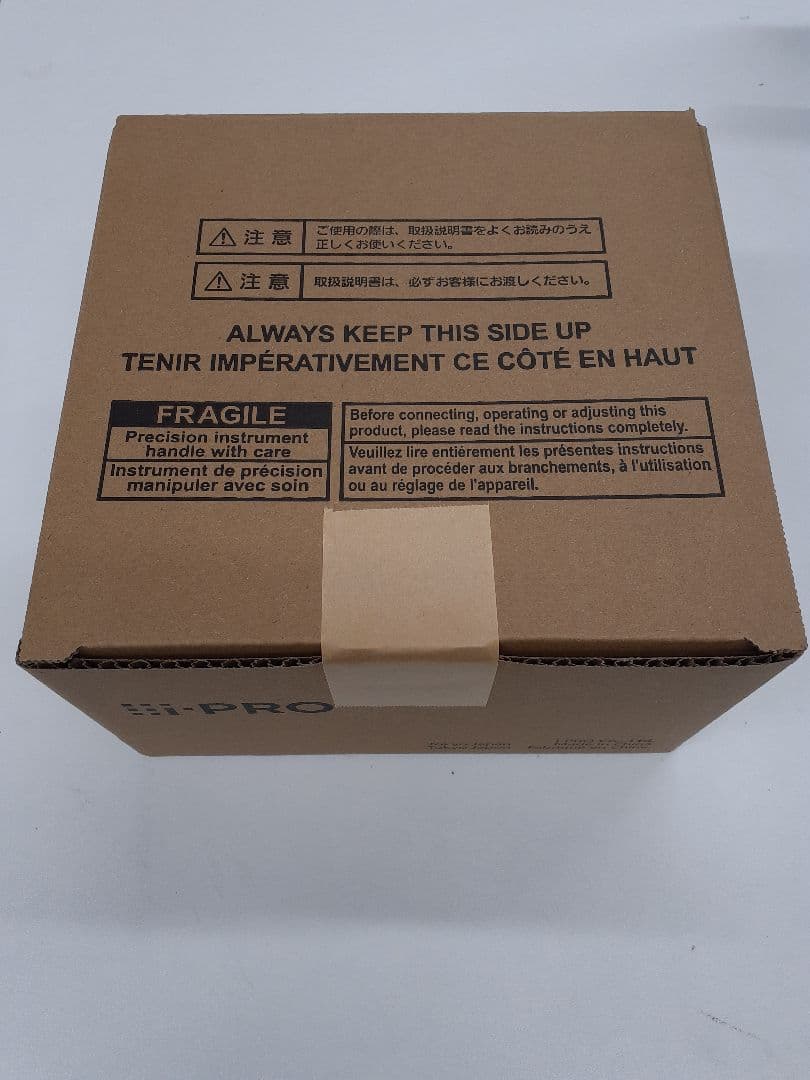 注意
ご使用の際は、取扱説明書をよくお読みのうえ
正しくお使いください。
注意
取扱説明書は、必ずお客様にお渡しください。
ALWAYS KEEP THIS SIDE UP
TENIR IMPÉRATIVEMENT CE CÔTÉ EN HAUT
FRAGILE
Precision instrument
handle with care
Instrument de précision
manipuler avec soin
Before connecting, operating or adjusting this
product, please read the instructions completely.
Veuillez lire entiérement les présentes instructions
avant de procéder aux branchements, à l'utilisation
ou au réglage de l'appareil.
i-PRO